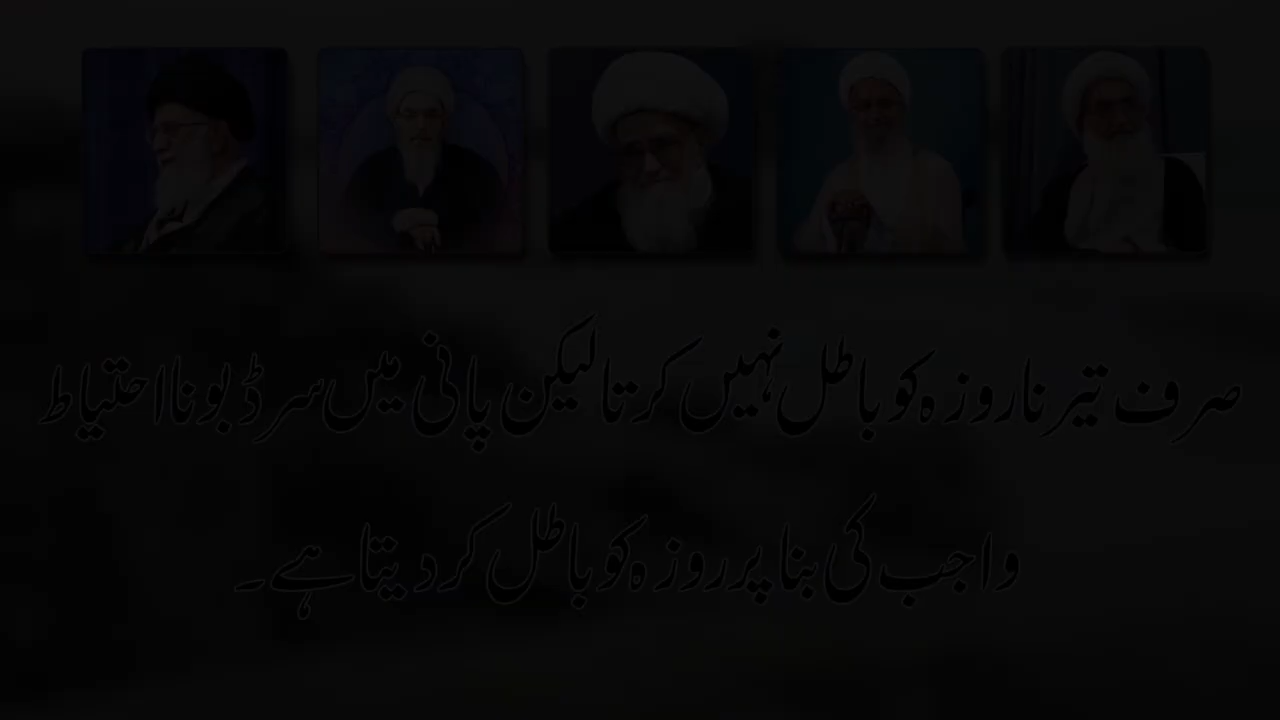 صرف تیرنا روزہ کو باطل نہیں کرتا لیکن پانی میں سر ڈبونا احتیاط
واجب کی بنا پر روزہ کو باطل کر دیتا ہے۔